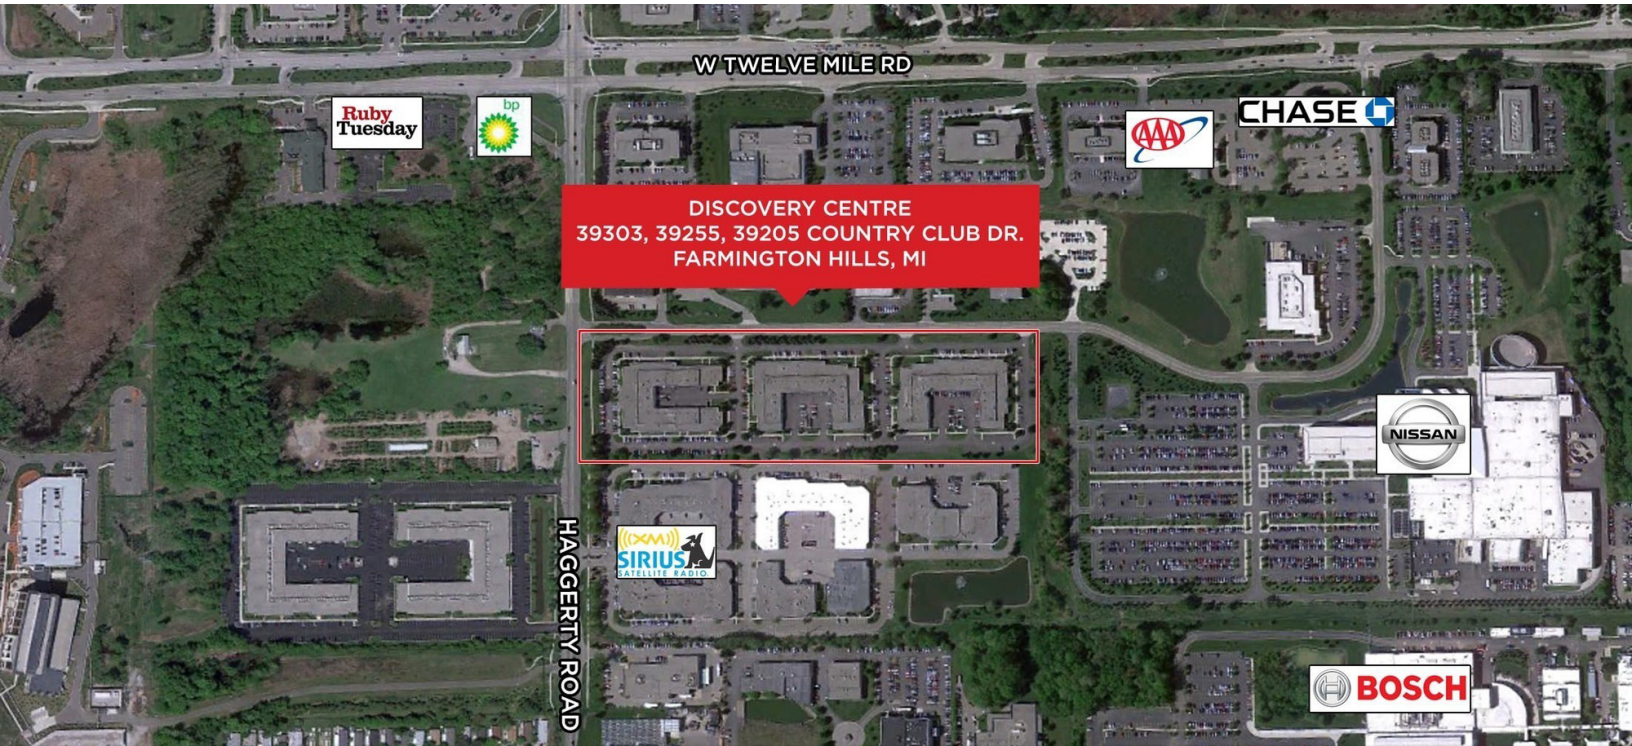 W TWELVE MILE RD
Ruby
Tuesday
bp
AAA
CHASE
DISCOVERY CENTRE
39303, 39255, 39205 COUNTRY CLUB DR.
FARMINGTON HILLS, MI
NISSAN
((XM))
SIRIUS
SATELLITE RADIO
HAGGERTY ROAD
BOSCH